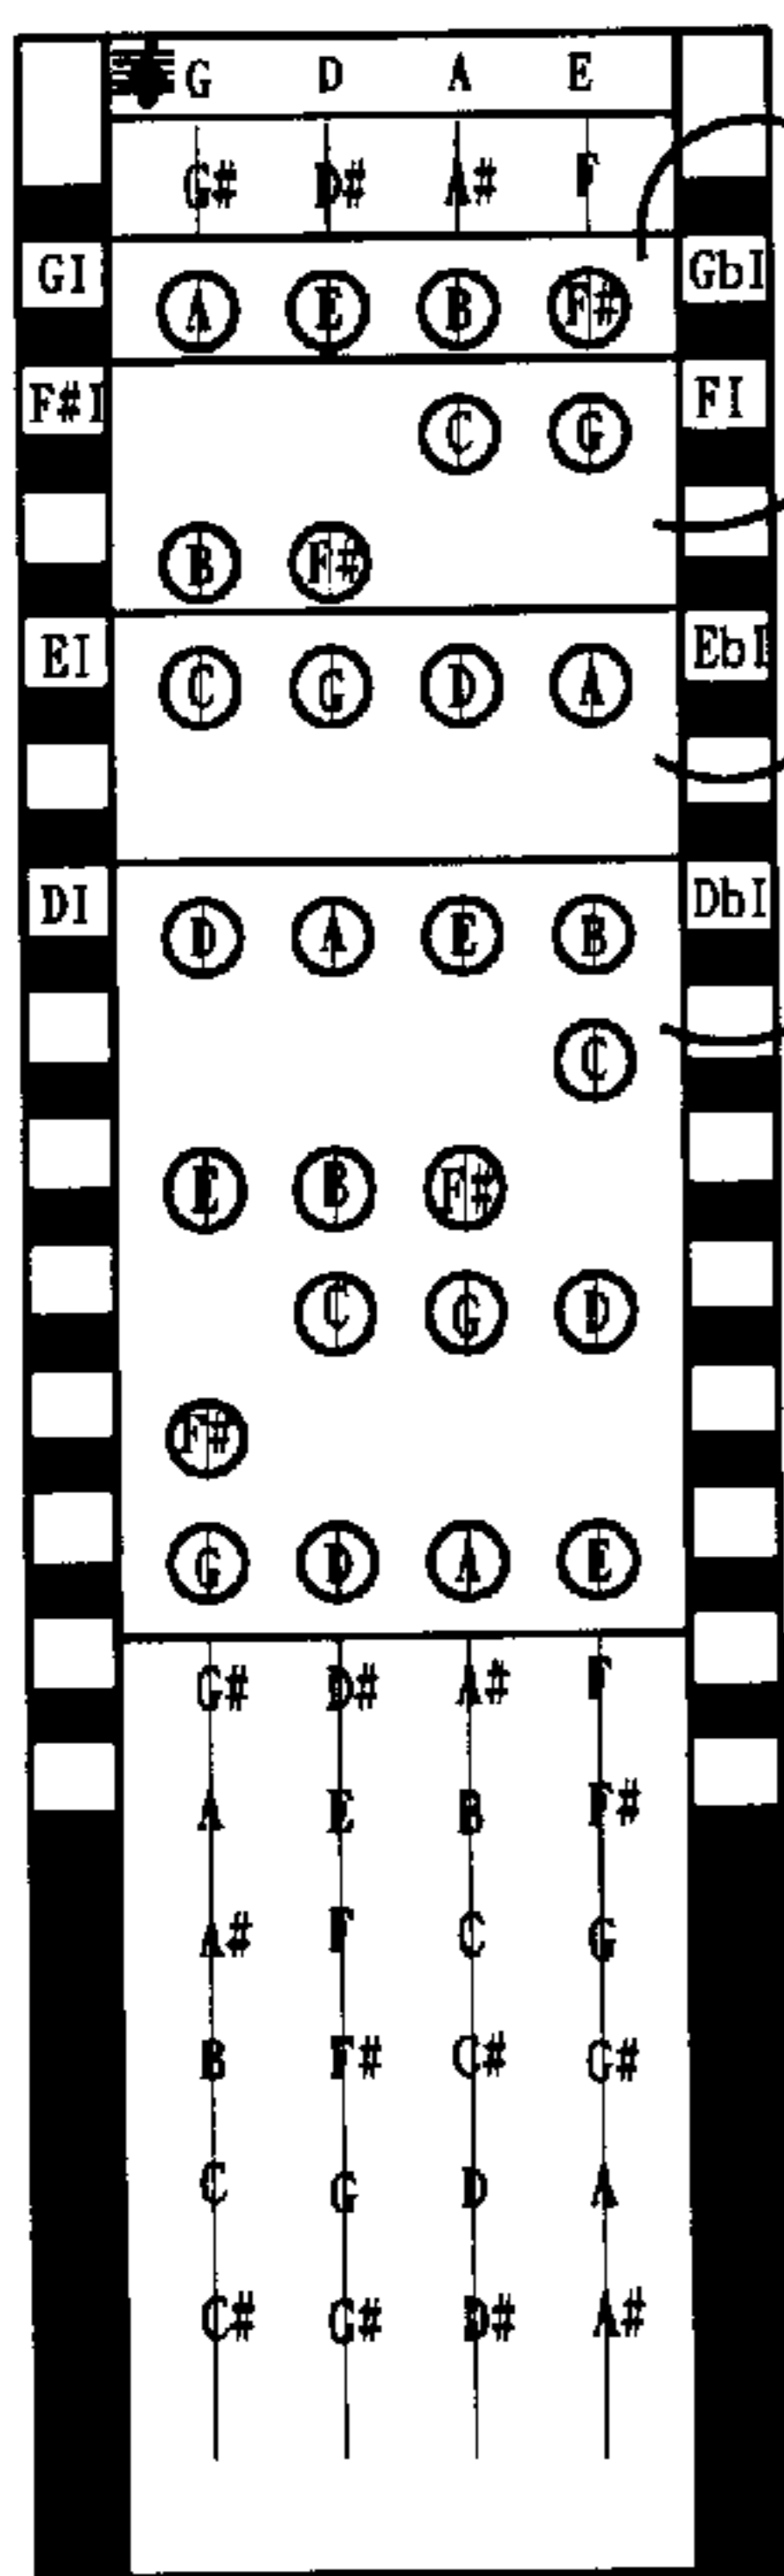 G D A E
G# D# A# F
GI A E B F# GbI
F#I C G FI
B F#
EI C G D A EbI
DI D A E B DbI
C
E B F#
C G D
F#
G D A E
G# D# A# F
A E B F#
A# F C G
B F# C# G#
C G D A
C# G# D# A#